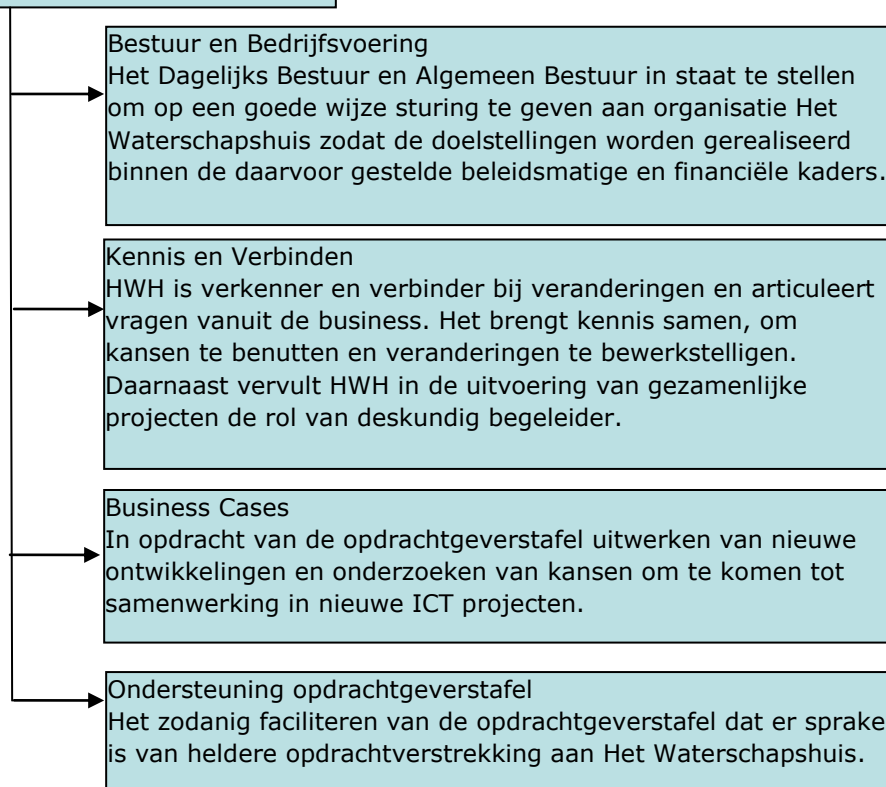 Bestuur en Bedrijfsvoering
Het Dagelijks Bestuur en Algemeen Bestuur in staat te stellen
om op een goede wijze sturing te geven aan organisatie Het
Waterschapshuis zodat de doelstellingen worden gerealiseerd
binnen de daarvoor gestelde beleidsmatige en financiële kaders.
Kennis en Verbinden
HWH is verkenner en verbinder bij veranderingen en articuleert
vragen vanuit de business. Het brengt kennis samen, om
kansen te benutten en veranderingen te bewerkstelligen.
Daarnaast vervult HWH in de uitvoering van gezamenlijke
projecten de rol van deskundig begeleider.
Business Cases
In opdracht van de opdrachtgeverstafel uitwerken van nieuwe
ontwikkelingen en onderzoeken van kansen om te komen tot
samenwerking in nieuwe ICT projecten.
Ondersteuning opdrachtgeverstafel
Het zodanig faciliteren van de opdrachtgeverstafel dat er sprake
is van heldere opdrachtverstrekking aan Het Waterschapshuis.